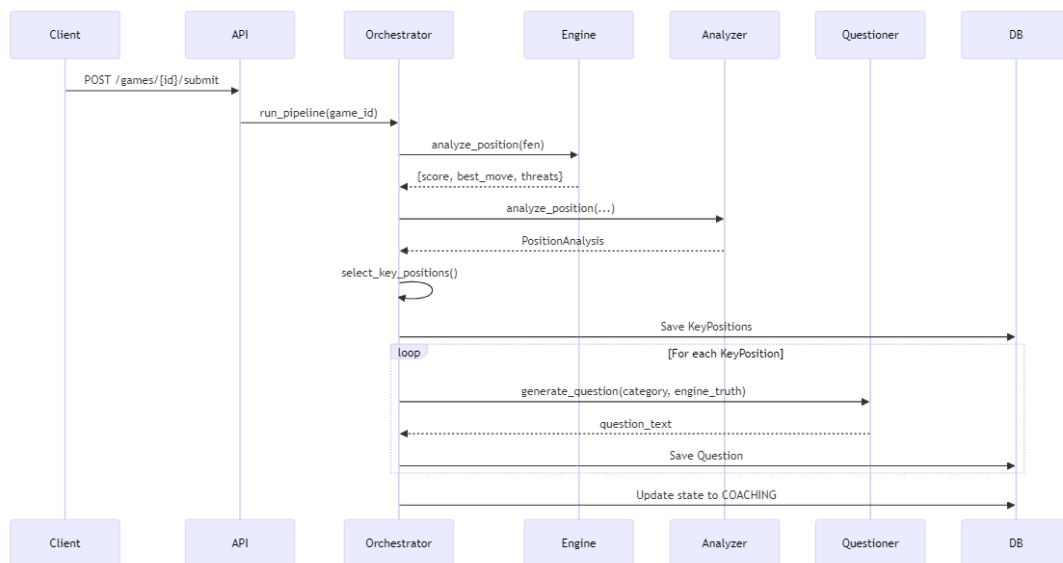 Client API Orchestrator Engine Analyzer Questioner DB
POST /games/{id}/submit
run_pipeline(game_id)
analyze_position(fen)
{score, best_move, threats}
analyze_position(...)
PositionAnalysis
select_key_positions()
Save KeyPositions
loop [For each KeyPosition]
generate_question(category, engine_truth)
question_text
Save Question
Update state to COACHING
Client API Orchestrator Engine Analyzer Questioner DB